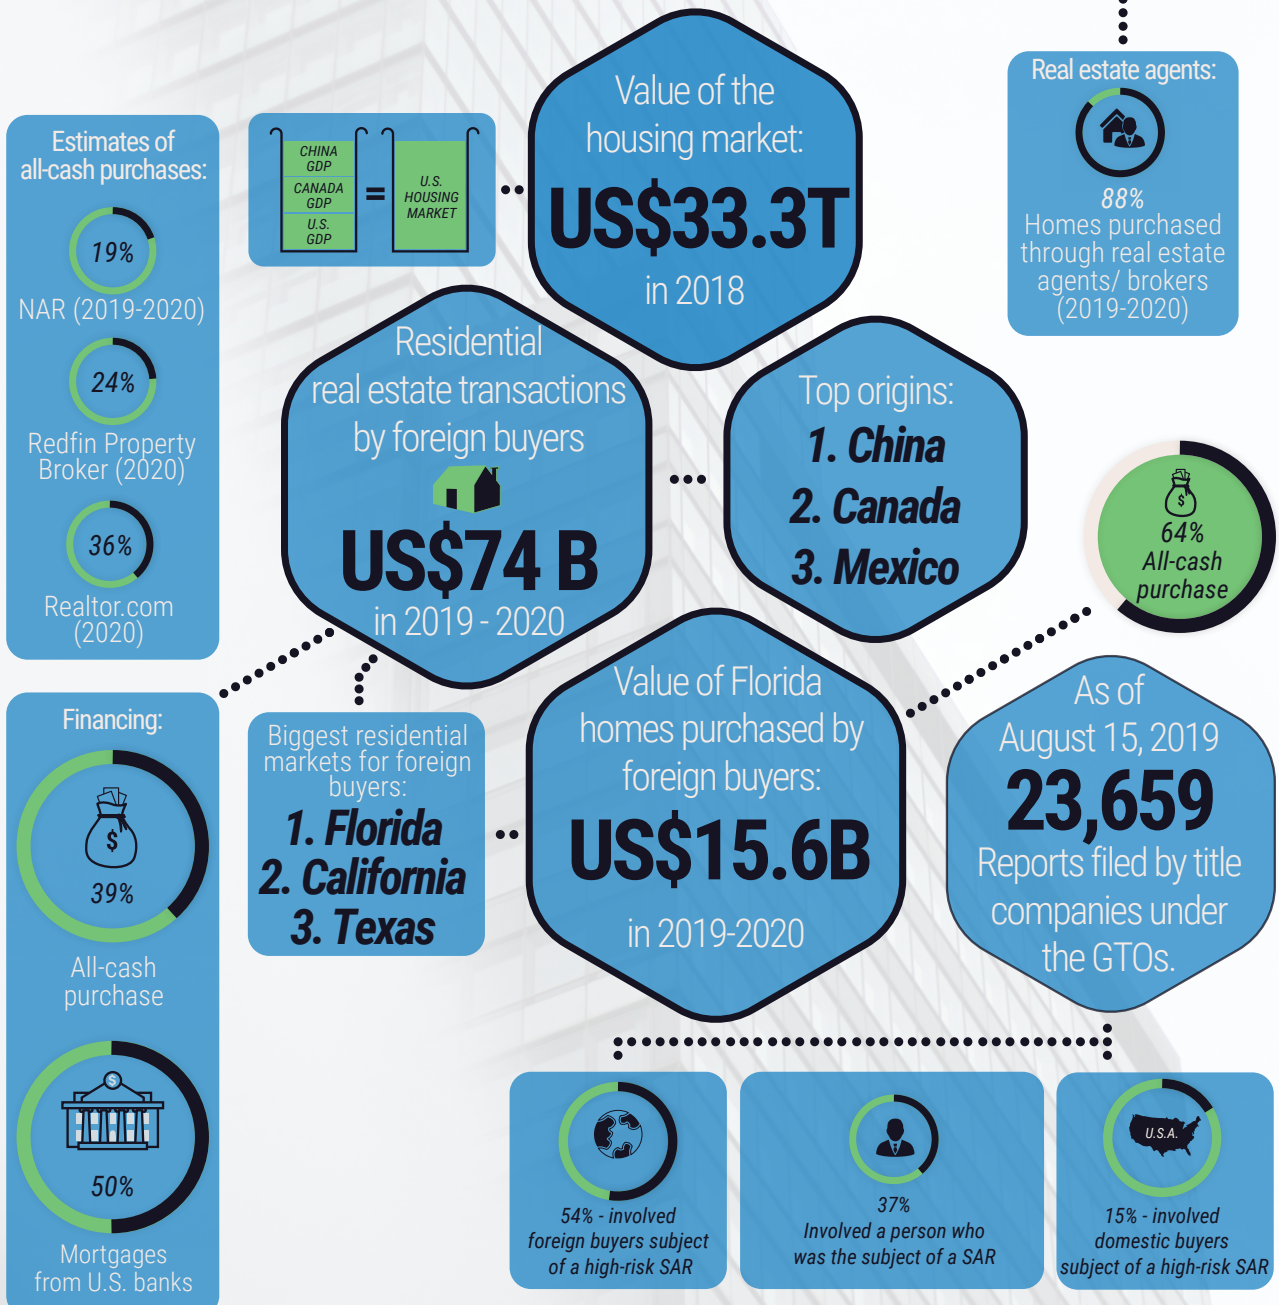 Value of the
housing market:
US$33.3T
in 2018
CHINA
GDP
CANADA
GDP
U.S.
GDP
=
U.S.
HOUSING
MARKET
Real estate agents:
88%
Homes purchased
through real estate
agents/ brokers
(2019-2020)
Estimates of
all-cash purchases:
19%
NAR (2019-2020)
24%
Redfin Property
Broker (2020)
36%
Realtor.com
(2020)
Residential
real estate transactions
by foreign buyers
US$74 B
in 2019 - 2020
Top origins:
1. China
2. Canada
3. Mexico
$
64%
All-cash
purchase
Financing:
$
39%
All-cash
purchase
$
50%
Mortgages
from U.S. banks
Biggest residential
markets for foreign
buyers:
1. Florida
2. California
3. Texas
Value of Florida
homes purchased by
foreign buyers:
US$15.6B
in 2019-2020
As of
August 15, 2019
23,659
Reports filed by title
companies under
the GTOs.
54% - involved
foreign buyers subject
of a high-risk SAR
37%
Involved a person who
was the subject of a SAR
U.S.A.
15% - involved
domestic buyers
subject of a high-risk SAR